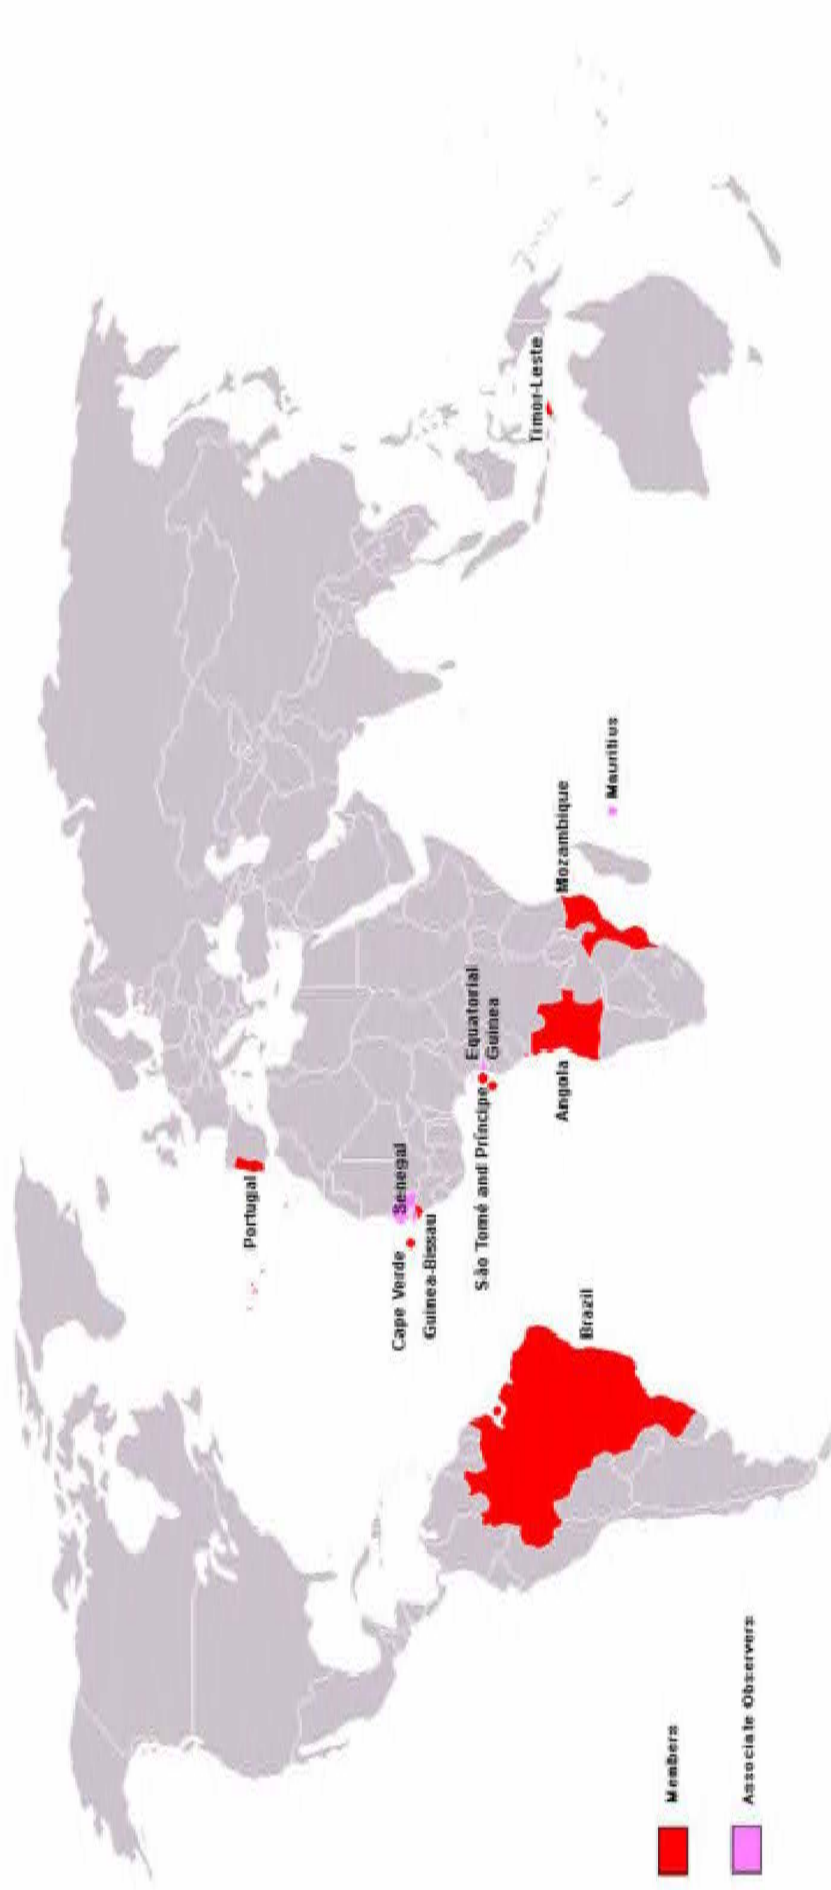 Portugal
Cape Verde
Senegal
Guinea-Bissau
São Tomé and Príncipe
Equatorial
Guinea
Angola
Mozambique
Mauritius
Timor-Leste
Brazil
Members
Associate Observers